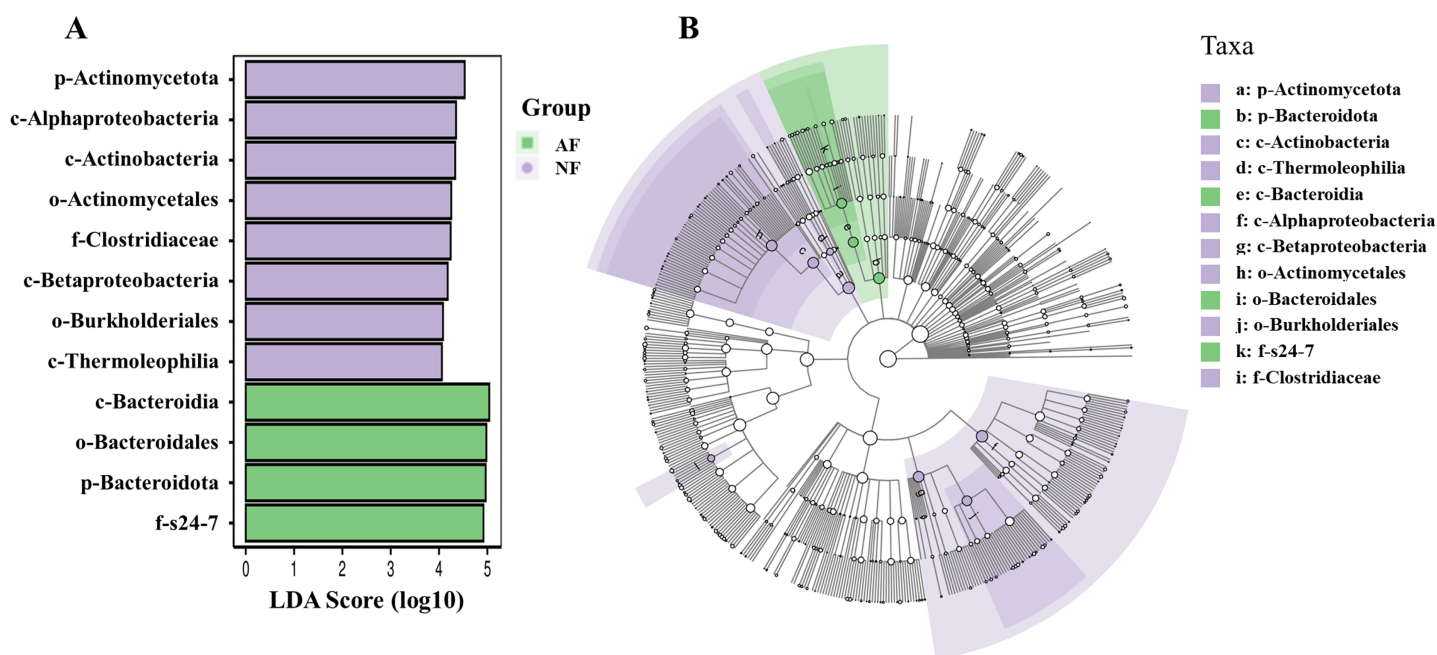 A
p-Actinomycetota
c-Alphaproteobacteria
c-Actinobacteria
o-Actinomycetales
f-Clostridiaceae
c-Betaproteobacteria
o-Burkholderiales
c-Thermoleophilia
c-Bacteroidia
o-Bacteroidales
p-Bacteroidota
f-s24-7
0 1 2 3 4 5
LDA Score (log10)
Group
AF
NF
B
k
i
e
b
h
c
d
a
l
f
g
j
Taxa
a: p-Actinomycetota
b: p-Bacteroidota
c: c-Actinobacteria
d: c-Thermoleophilia
e: c-Bacteroidia
f: c-Alphaproteobacteria
g: c-Betaproteobacteria
h: o-Actinomycetales
i: o-Bacteroidales
j: o-Burkholderiales
k: f-s24-7
i: f-Clostridiaceae